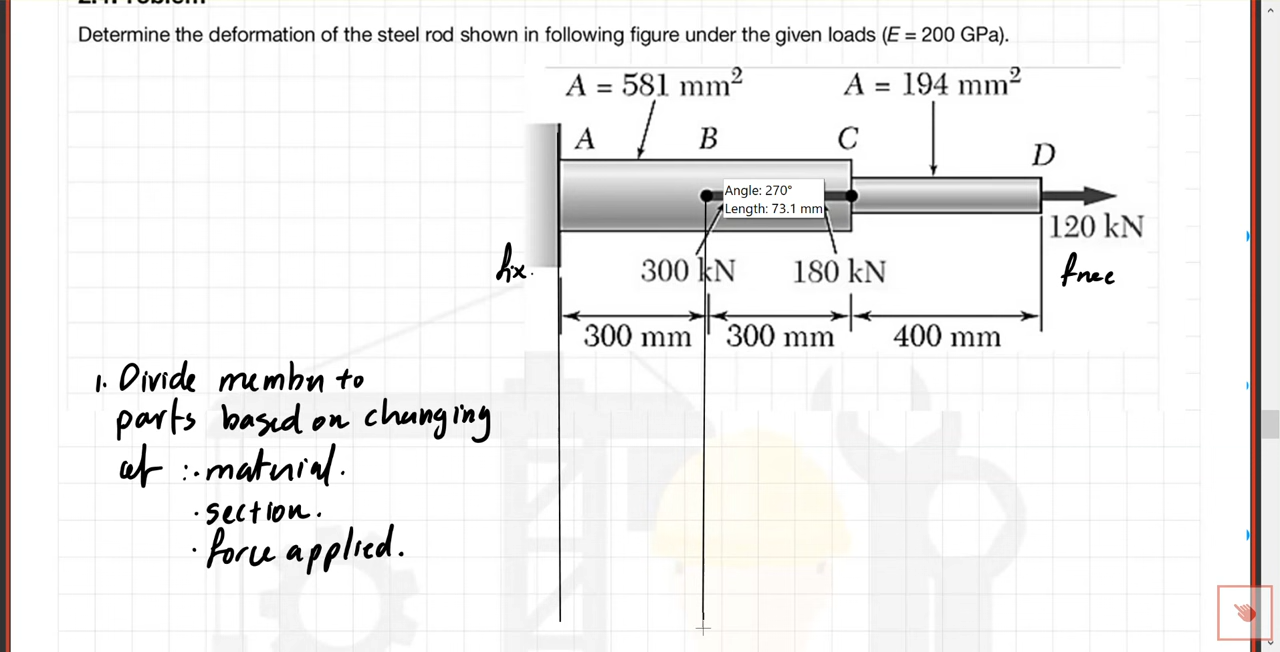 Determine the deformation of the steel rod shown in following figure under the given loads (E = 200 GPa).
A = 581 mm² A = 194 mm²
A B C D
Angle: 270°
Length: 73.1 mm
120 kN
fix. 300 kN 180 kN free
300 mm 300 mm 400 mm
1. Divide member to
parts based on changing
of :. material.
. section.
. force applied.